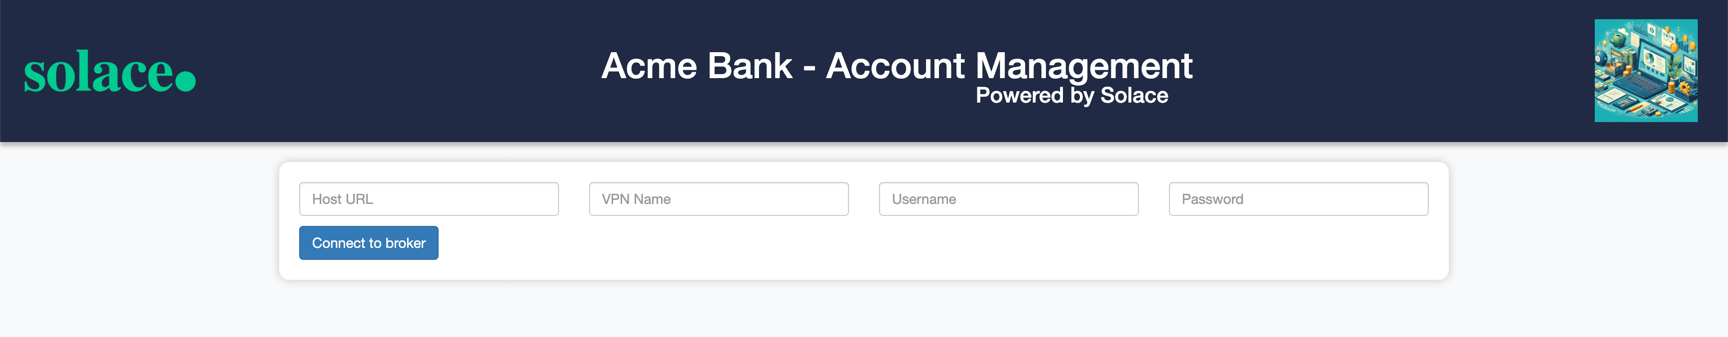 solace.
Acme Bank - Account Management
Powered by Solace
Host URL
VPN Name
Username
Password
Connect to broker